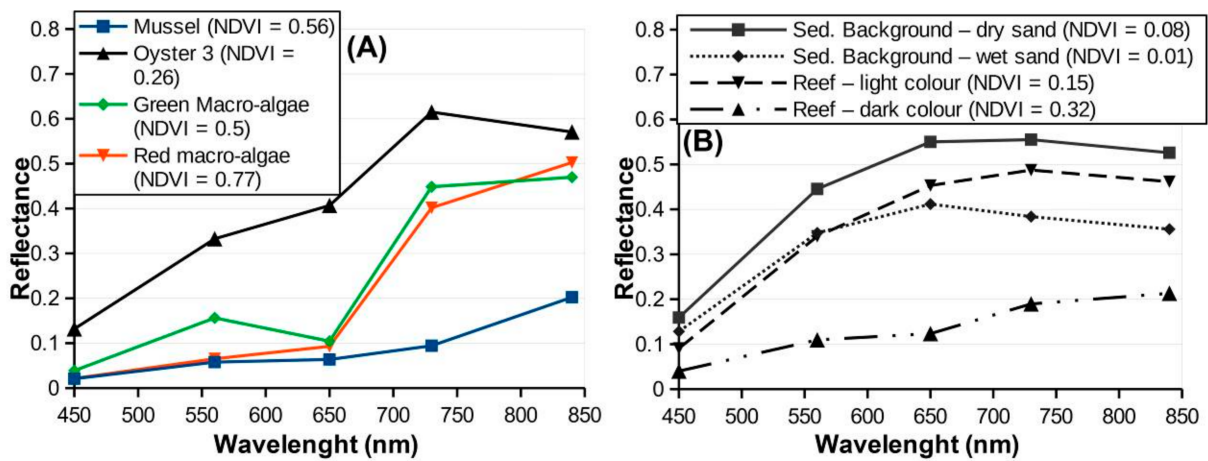 Mussel (NDVI = 0.56)
Oyster 3 (NDVI =
0.26)
Green Macro-algae
(NDVI = 0.5)
Red macro-algae
(NDVI = 0.77)
(A)
0.8
0.7
0.6
0.5
0.4
0.3
0.2
0.1
0
Reflectance
450
500
550
600
650
700
750
800
850
Wavelenght (nm)
Sed. Background – dry sand (NDVI = 0.08)
Sed. Background – wet sand (NDVI = 0.01)
Reef – light colour (NDVI = 0.15)
Reef – dark colour (NDVI = 0.32)
(B)
0.8
0.7
0.6
0.5
0.4
0.3
0.2
0.1
0
Reflectance
450
500
550
600
650
700
750
800
850
Wavelenght (nm)